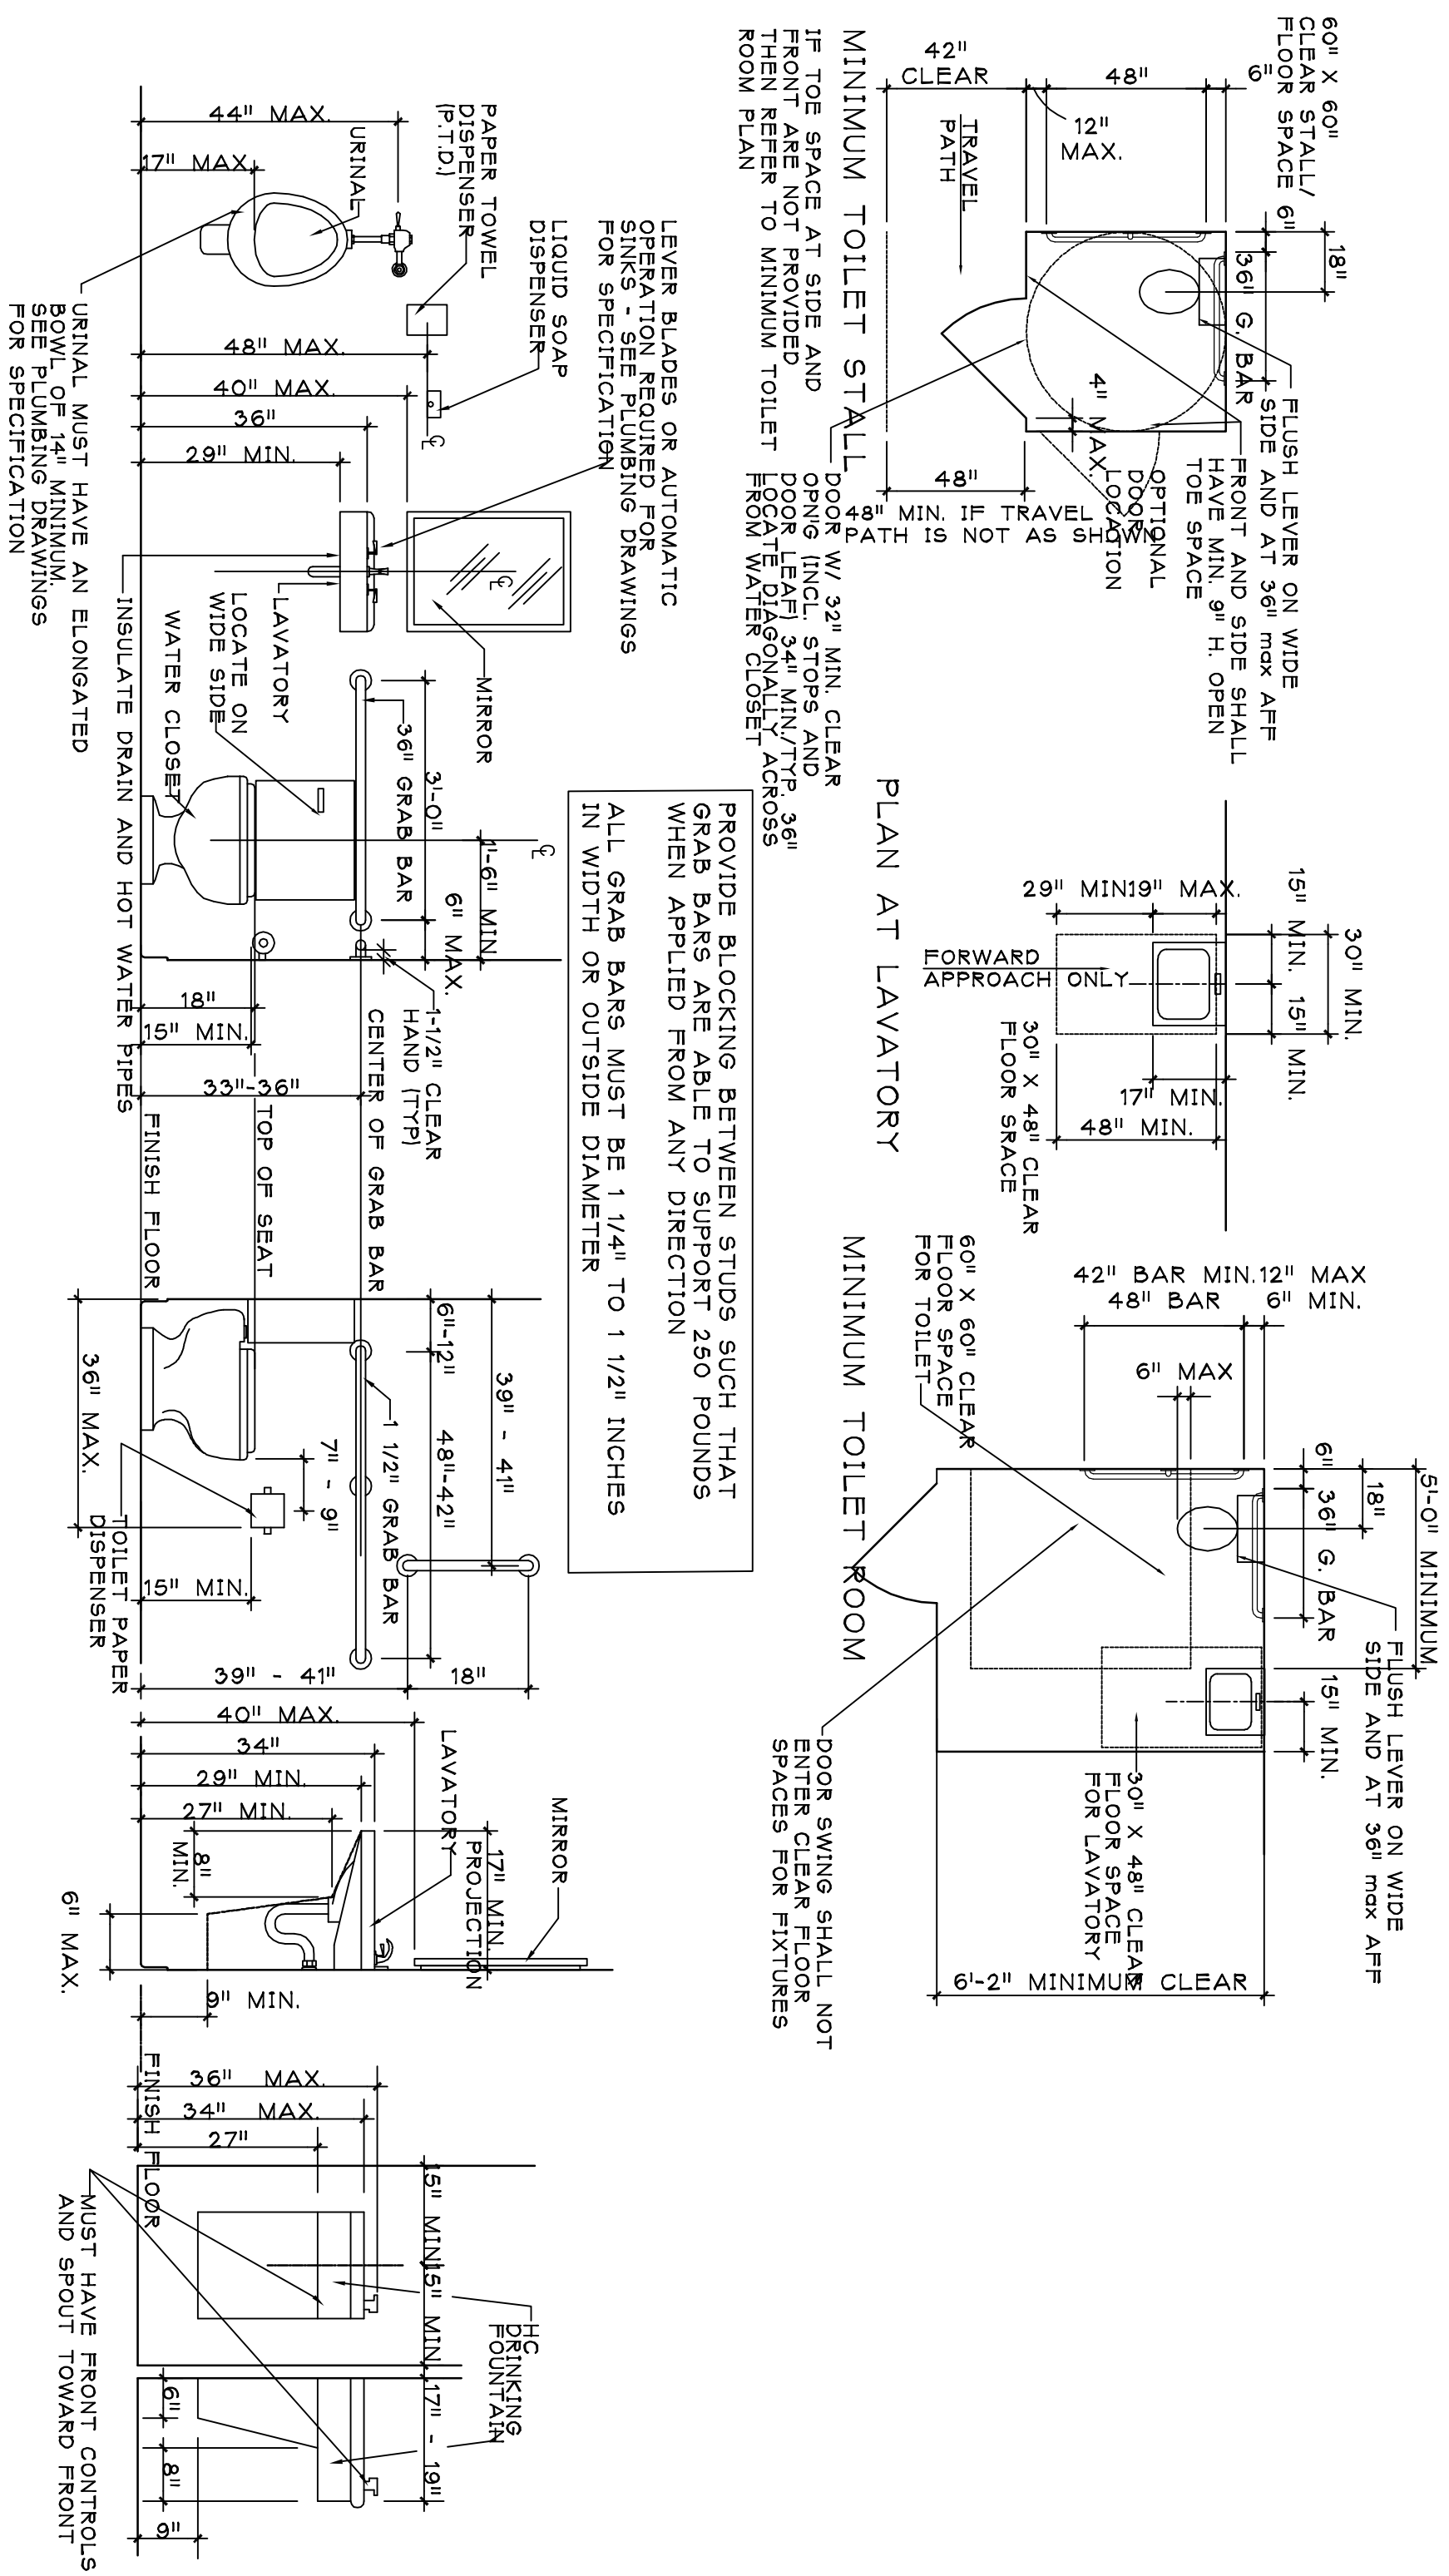 60" X 60"
CLEAR STALL/
FLOOR SPACE
6"
18"
36" G. BAR
FLUSH LEVER ON WIDE
SIDE AND AT 36" max AFF
FRONT AND SIDE SHALL
HAVE MIN. 9" H. OPEN
TOE SPACE
6"
48"
12"
MAX.
42"
CLEAR
TRAVEL
PATH
4" MAX.
OPTIONAL
DOOR
LOCATION
48"
48" MIN. IF TRAVEL
PATH IS NOT AS SHOWN
DOOR W/ 32" MIN. CLEAR
OPN'G (INCL. STOPS AND
DOOR LEAF) 34" MIN./TYP. 36"
LOCATE DIAGONALLY ACROSS
FROM WATER CLOSET
MINIMUM TOILET STALL
IF TOE SPACE AT SIDE AND
FRONT ARE NOT PROVIDED
THEN REFER TO MINIMUM TOILET
ROOM PLAN
30" MIN.
15" MIN.
15" MIN.
29" MIN
19" MAX.
FORWARD
APPROACH ONLY
17" MIN.
48" MIN.
30" X 48" CLEAR
FLOOR SRACE
PLAN AT LAVATORY
5'-0" MINIMUM
18"
6"
36" G. BAR
15" MIN.
FLUSH LEVER ON WIDE
SIDE AND AT 36" max AFF
42" BAR MIN.
48" BAR
12" MAX
6" MIN.
6" MAX
60" X 60" CLEAR
FLOOR SPACE
FOR TOILET
30" X 48" CLEAR
FLOOR SPACE
FOR LAVATORY
6'-2" MINIMUM CLEAR
DOOR SWING SHALL NOT
ENTER CLEAR FLOOR
SPACES FOR FIXTURES
MINIMUM TOILET ROOM
PROVIDE BLOCKING BETWEEN STUDS SUCH THAT
GRAB BARS ARE ABLE TO SUPPORT 250 POUNDS
WHEN APPLIED FROM ANY DIRECTION
ALL GRAB BARS MUST BE 1 1/4" TO 1 1/2" INCHES
IN WIDTH OR OUTSIDE DIAMETER
LEVER BLADES OR AUTOMATIC
OPERATION REQUIRED FOR
SINKS - SEE PLUMBING DRAWINGS
FOR SPECIFICATION
LIQUID SOAP
DISPENSER
PAPER TOWEL
DISPENSER
(P.T.D.)
URINAL
44" MAX.
17" MAX.
48" MAX.
40" MAX.
36"
29" MIN.
CL
CL
MIRROR
LAVATORY
LOCATE ON
WIDE SIDE
WATER CLOSET
INSULATE DRAIN AND HOT WATER PIPES
URINAL MUST HAVE AN ELONGATED
BOWL OF 14" MINIMUM.
SEE PLUMBING DRAWINGS
FOR SPECIFICATION
CL
1'-6" MIN
3'-0"
6" MAX.
36" GRAB BAR
1-1/2" CLEAR
HAND (TYP)
CENTER OF GRAB BAR
18"
15" MIN.
33"-36"
TOP OF SEAT
FINISH FLOOR
39" - 41"
6"-12"
48"-42"
1 1/2" GRAB BAR
7" - 9"
36" MAX.
15" MIN.
TOILET PAPER
DISPENSER
39" - 41"
18"
MIRROR
17" MIN.
PROJECTION
LAVATORY
40" MAX.
34"
29" MIN.
27" MIN.
8"
MIN.
6" MAX.
9" MIN.
FINISH FLOOR
36" MAX.
34" MAX.
27"
15" MIN
15" MIN
17" - 19"
HC
DRINKING
FOUNTAIN
6"
8"
9"
MUST HAVE FRONT CONTROLS
AND SPOUT TOWARD FRONT